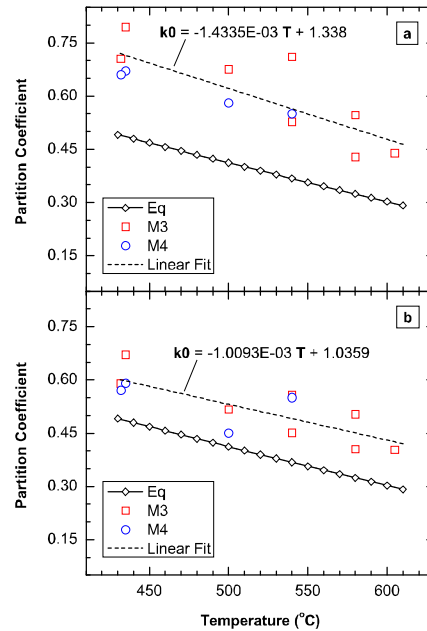 a
k0 = -1.4335E-03 T + 1.338
0.75
0.60
0.45
0.30
0.15
Partition Coefficient
Eq
M3
M4
Linear Fit
b
k0 = -1.0093E-03 T + 1.0359
0.75
0.60
0.45
0.30
0.15
Partition Coefficient
Eq
M3
M4
Linear Fit
450 500 550 600
Temperature (°C)